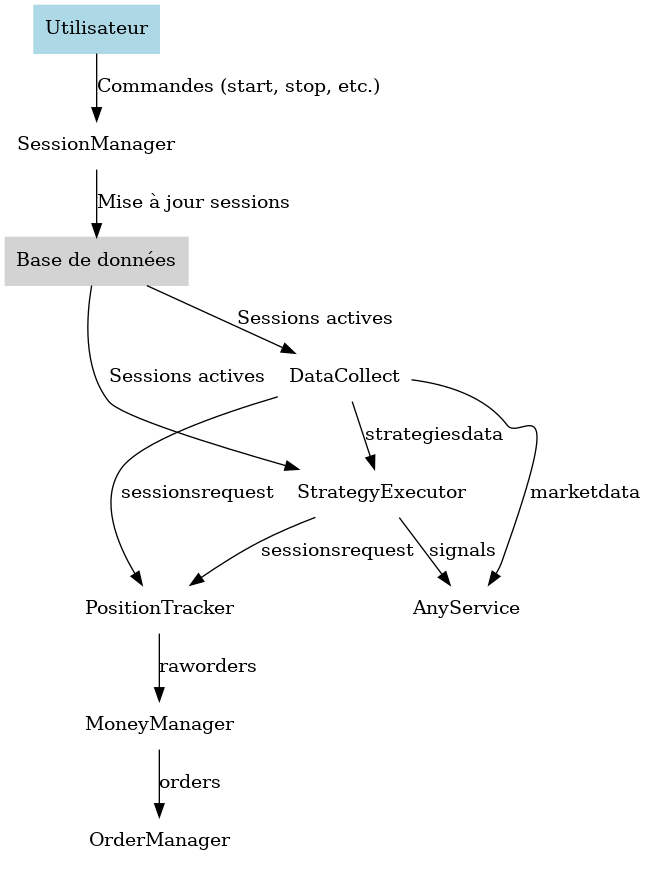 Utilisateur
Commandes (start, stop, etc.)
SessionManager
Mise à jour sessions
Base de données
Sessions actives
Sessions actives
DataCollect
strategiesdata
sessionsrequest
StrategyExecutor
marketdata
sessionsrequest
signals
PositionTracker
AnyService
raworders
MoneyManager
orders
OrderManager